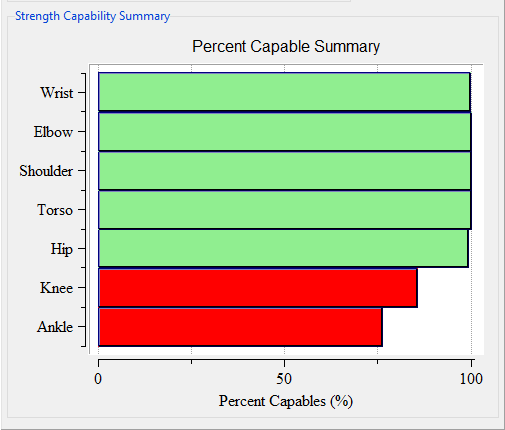 Strength Capability Summary
Percent Capable Summary
Wrist
Elbow
Shoulder
Torso
Hip
Knee
Ankle
0 50 100
Percent Capables (%)